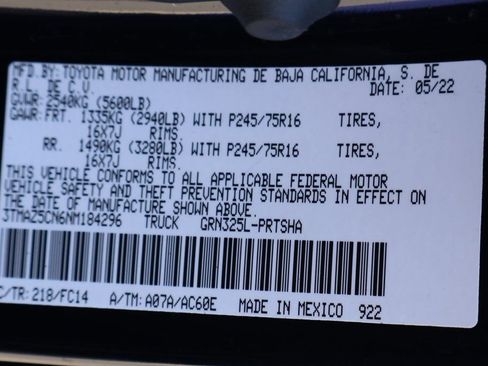 MFD.BY: TOYOTA MOTOR MANUFACTURING DE BAJA CALIFORNIA, S. DE
R.L. DE C.V. DATE: 05/22
GVWR: 2540KG (5600LB)
GAWR: FRT. 1335KG (2940LB) WITH P245/75R16 TIRES,
16X7J RIMS.
RR. 1490KG (3280LB) WITH P245/75R16 TIRES,
16X7J RIMS.
THIS VEHICLE CONFORMS TO ALL APPLICABLE FEDERAL MOTOR
VEHICLE SAFETY AND THEFT PREVENTION STANDARDS IN EFFECT ON
THE DATE OF MANUFACTURE SHOWN ABOVE.
3TMAZ5CN6NM184296 TRUCK GRN325L-PRTSHA
C/TR: 218/FC14 A/TM: A07A/AC60E MADE IN MEXICO 922